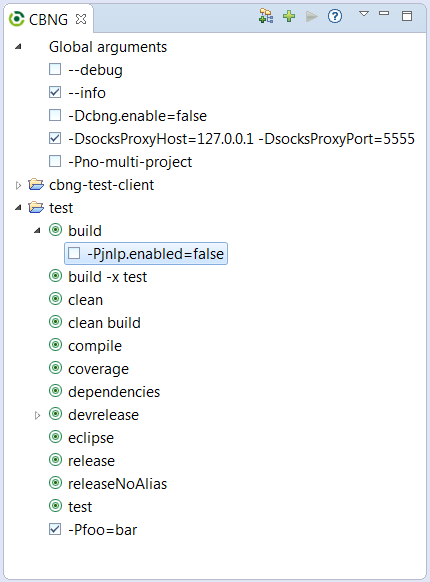 CBNG
Global arguments
--debug
--info
-Dcbng.enable=false
-DsocksProxyHost=127.0.0.1 -DsocksProxyPort=5555
-Pno-multi-project
cbng-test-client
test
build
-Pjnlp.enabled=false
build -x test
clean
clean build
compile
coverage
dependencies
devrelease
eclipse
release
releaseNoAlias
test
-Pfoo=bar